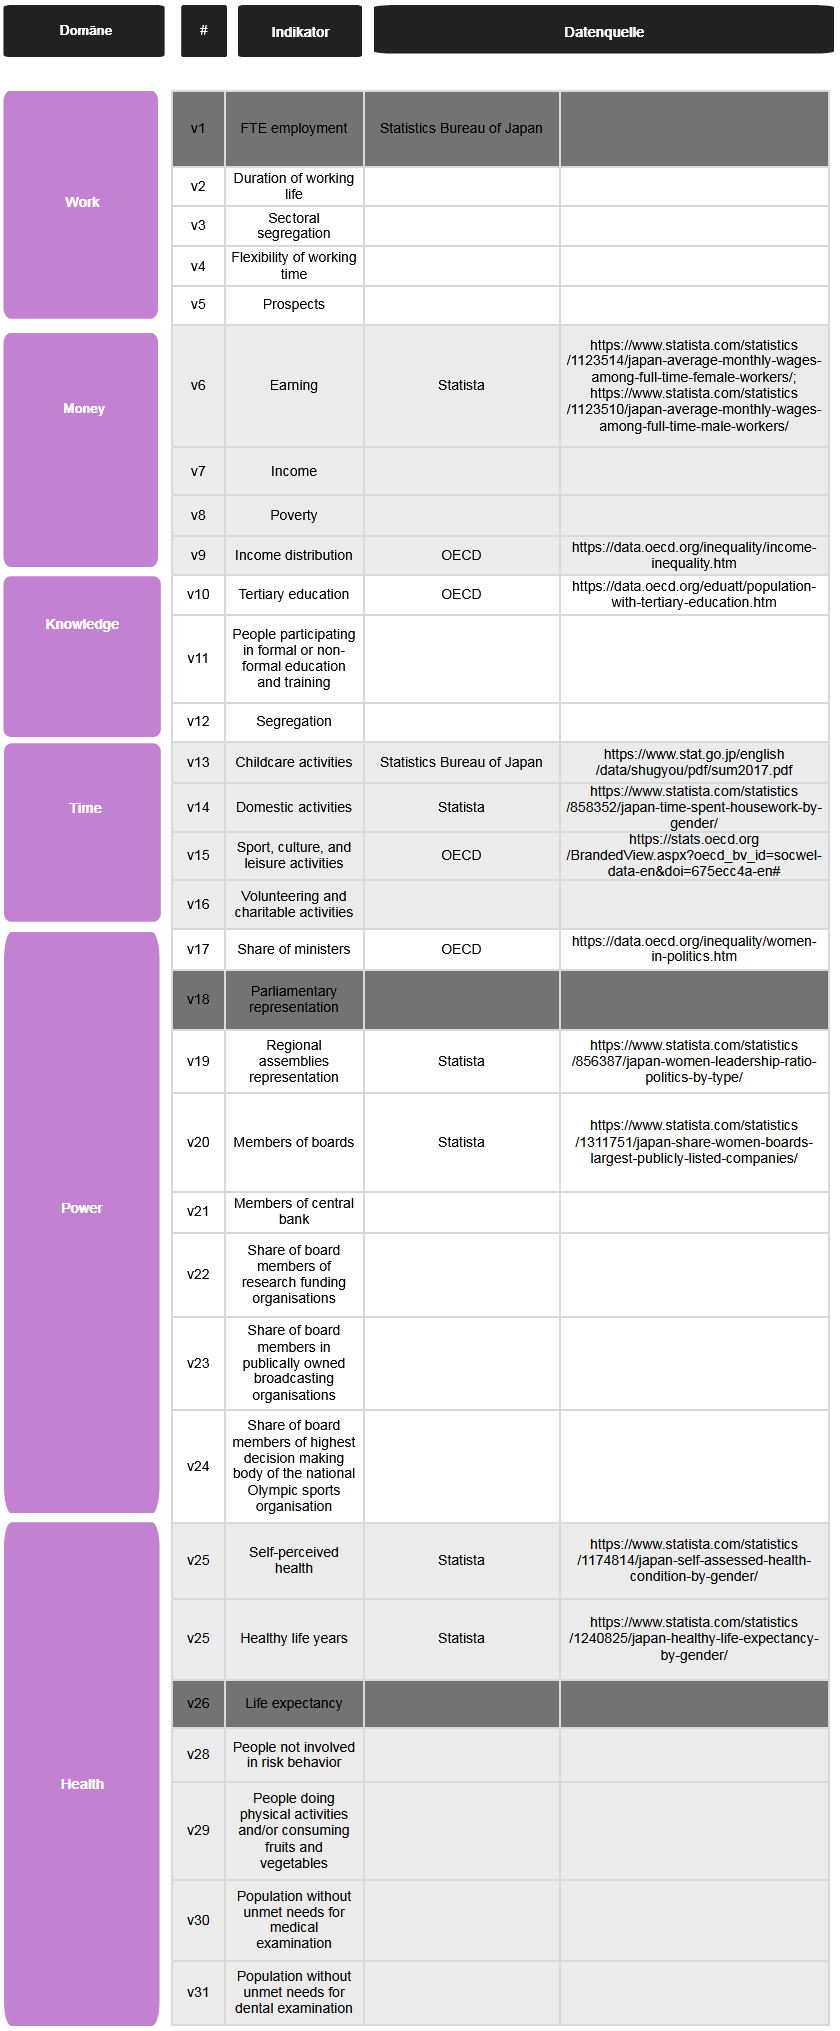 Domäne
#
Indikator
Datenquelle
Work
v1
FTE employment
Statistics Bureau of Japan
v2
Duration of working
life
v3
Sectoral
segregation
v4
Flexibility of working
time
v5
Prospects
Money
v6
Earning
Statista
https://www.statista.com/statistics
/1123514/japan-average-monthly-wages-
among-full-time-female-workers/;
https://www.statista.com/statistics
/1123510/japan-average-monthly-wages-
among-full-time-male-workers/
v7
Income
v8
Poverty
v9
Income distribution
OECD
https://data.oecd.org/inequality/income-
inequality.htm
Knowledge
v10
Tertiary education
OECD
https://data.oecd.org/eduatt/population-
with-tertiary-education.htm
v11
People participating
in formal or non-
formal education
and training
v12
Segregation
Time
v13
Childcare activities
Statistics Bureau of Japan
https://www.stat.go.jp/english
/data/shugyou/pdf/sum2017.pdf
v14
Domestic activities
Statista
https://www.statista.com/statistics
/858352/japan-time-spent-housework-by-
gender/
v15
Sport, culture, and
leisure activities
OECD
https://stats.oecd.org
/BrandedView.aspx?oecd_bv_id=socwel-
data-en&doi=675ecc4a-en#
v16
Volunteering and
charitable activities
Power
v17
Share of ministers
OECD
https://data.oecd.org/inequality/women-
in-politics.htm
v18
Parliamentary
representation
v19
Regional
assemblies
representation
Statista
https://www.statista.com/statistics
/856387/japan-women-leadership-ratio-
politics-by-type/
v20
Members of boards
Statista
https://www.statista.com/statistics
/1311751/japan-share-women-boards-
largest-publicly-listed-companies/
v21
Members of central
bank
v22
Share of board
members of
research funding
organisations
v23
Share of board
members in
publically owned
broadcasting
organisations
v24
Share of board
members of highest
decision making
body of the national
Olympic sports
organisation
Health
v25
Self-perceived
health
Statista
https://www.statista.com/statistics
/1174814/japan-self-assessed-health-
condition-by-gender/
v25
Healthy life years
Statista
https://www.statista.com/statistics
/1240825/japan-healthy-life-expectancy-
by-gender/
v26
Life expectancy
v28
People not involved
in risk behavior
v29
People doing
physical activities
and/or consuming
fruits and
vegetables
v30
Population without
unmet needs for
medical
examination
v31
Population without
unmet needs for
dental examination